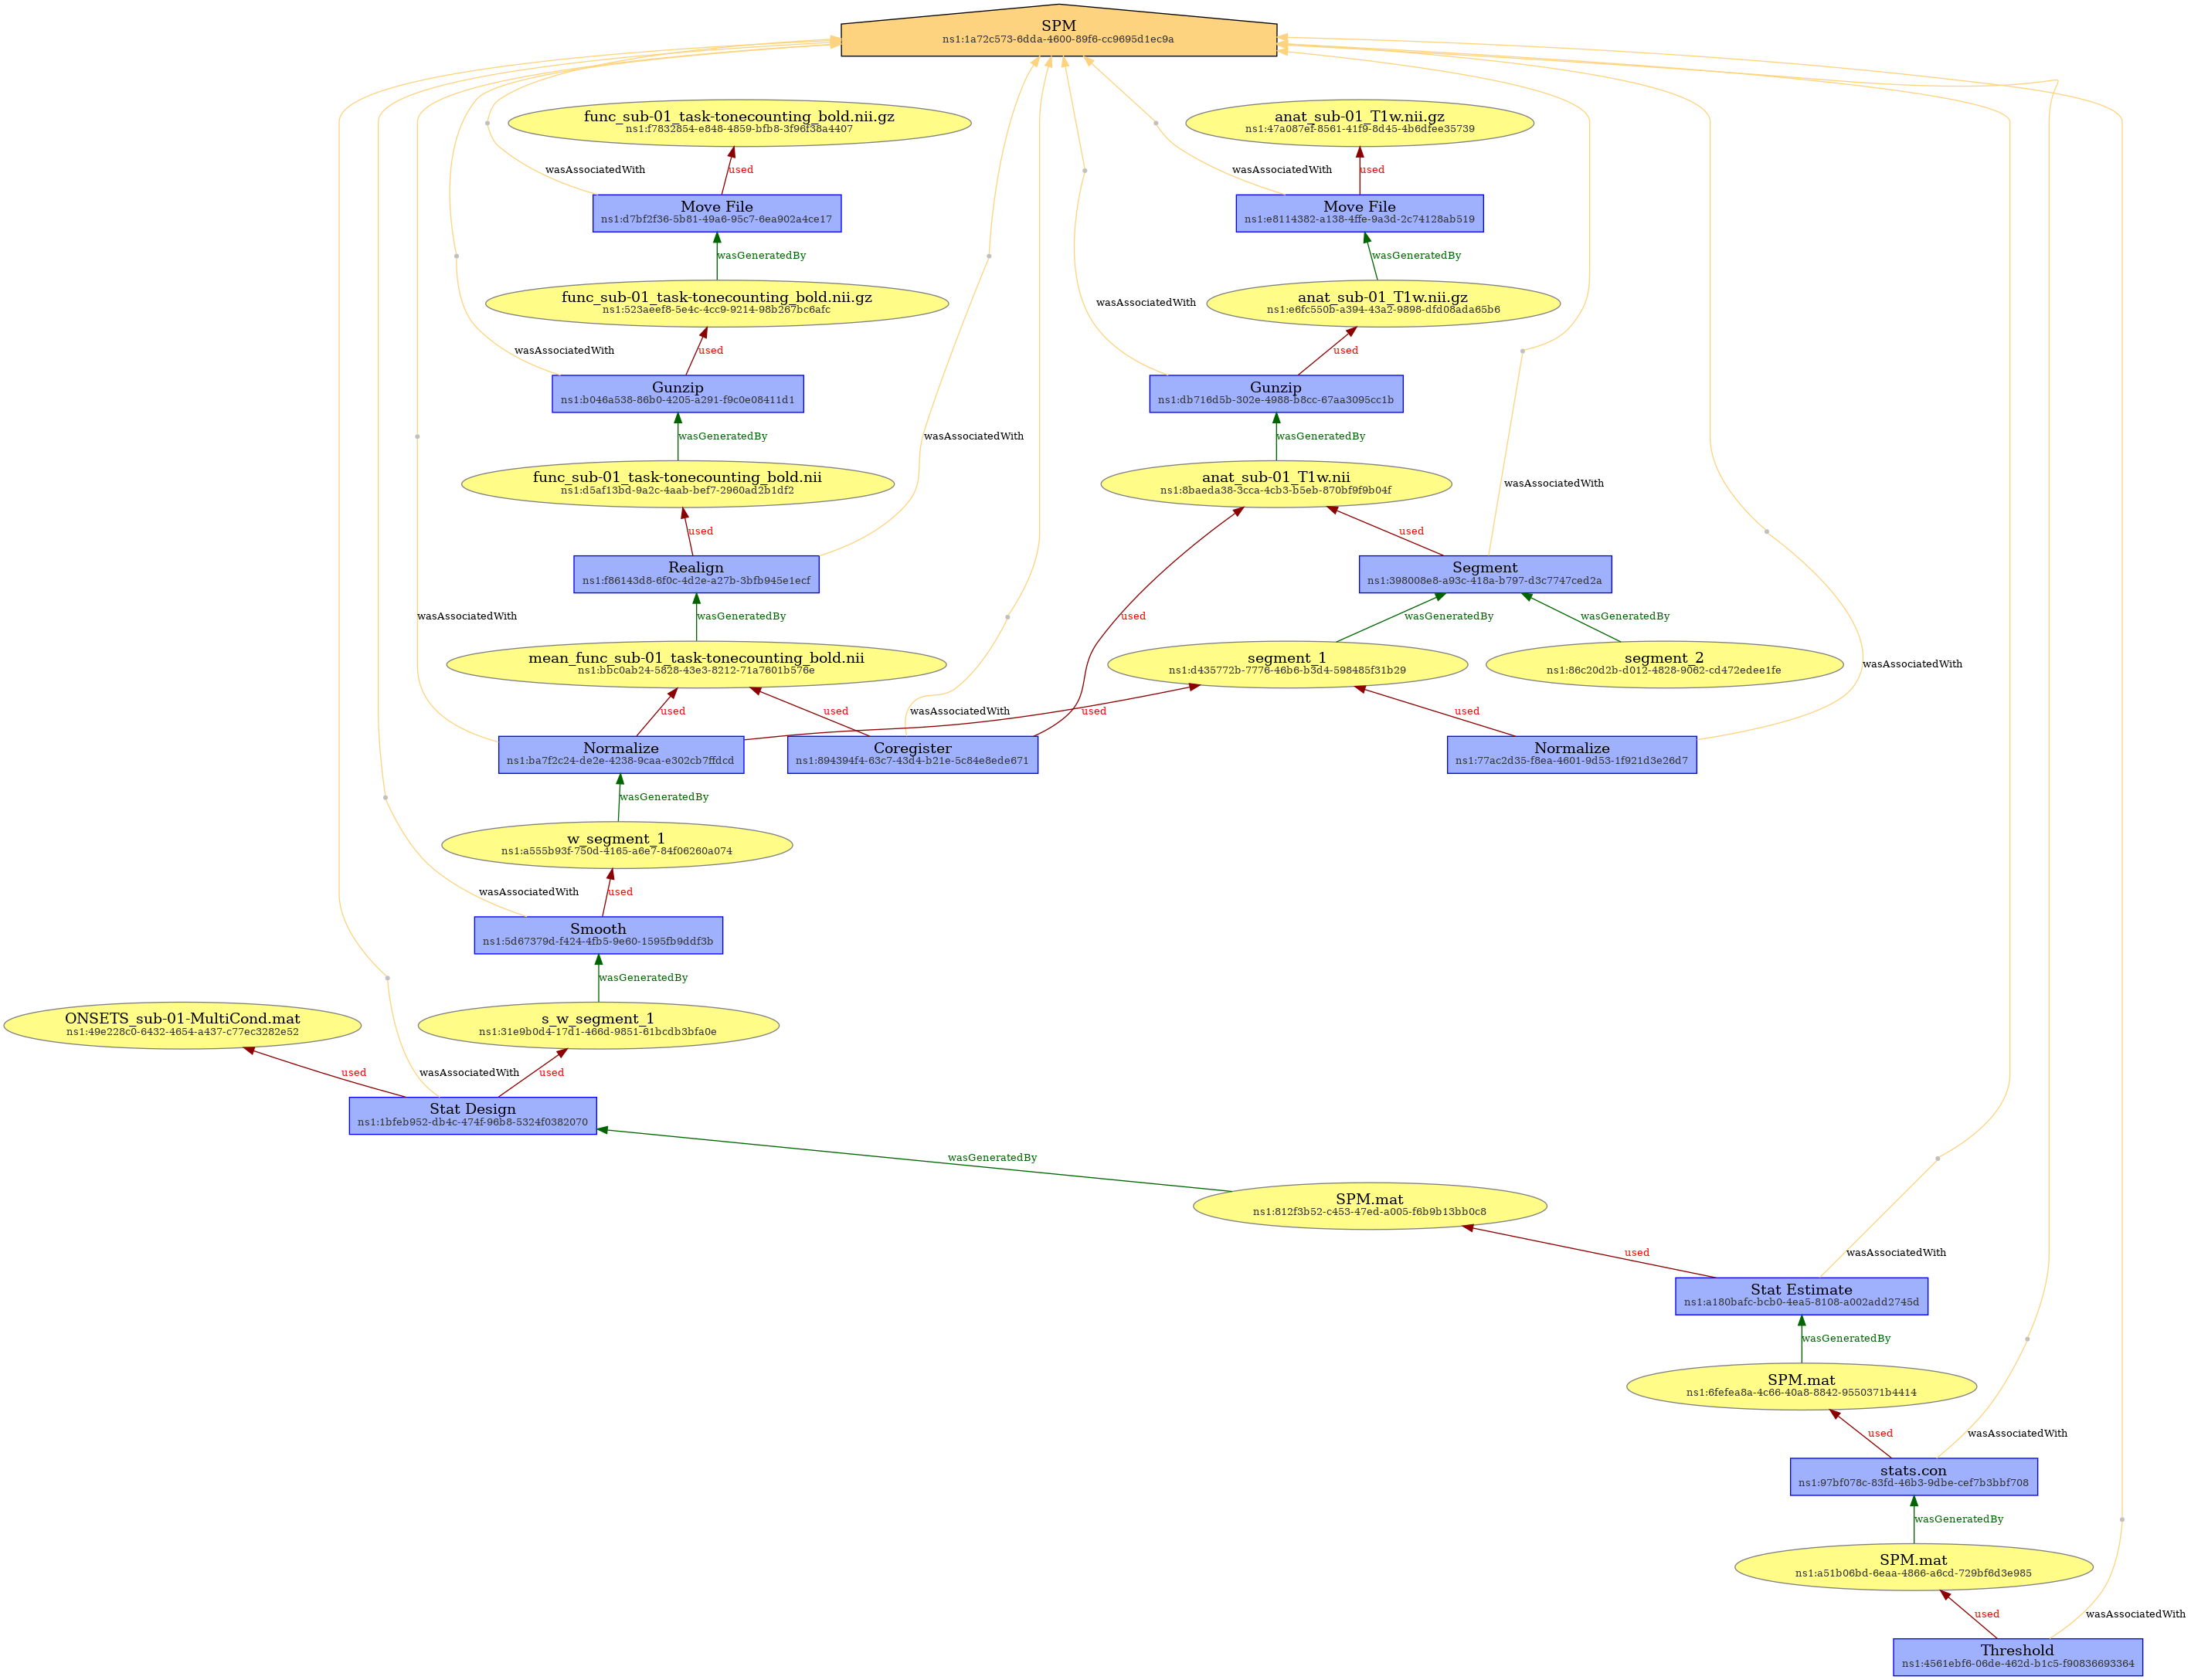 SPM
ns1:1a72c573-6dda-4600-89f6-cc9695d1ec9a
func_sub-01_task-tonecounting_bold.nii.gz
ns1:f7832854-e848-4859-bfb8-3f96f38a4407
anat_sub-01_T1w.nii.gz
ns1:47a087ef-8561-41f9-8d45-4b6dfee35739
wasAssociatedWith
used
wasAssociatedWith
used
Move File
ns1:d7bf2f36-5b81-49a6-95c7-6ea902a4ce17
Move File
ns1:e8114382-a138-4ffe-9a3d-2c74128ab519
wasGeneratedBy
wasGeneratedBy
func_sub-01_task-tonecounting_bold.nii.gz
ns1:523aeef8-5e4c-4cc9-9214-98b267bc6afc
wasAssociatedWith
anat_sub-01_T1w.nii.gz
ns1:e6fc550b-a394-43a2-9898-dfd08ada65b6
wasAssociatedWith
used
used
Gunzip
ns1:b046a538-86b0-4205-a291-f9c0e08411d1
Gunzip
ns1:db716d5b-302e-4988-b8cc-67aa3095cc1b
wasGeneratedBy
wasAssociatedWith
wasGeneratedBy
func_sub-01_task-tonecounting_bold.nii
ns1:d5af13bd-9a2c-4aab-bef7-2960ad2b1df2
anat_sub-01_T1w.nii
ns1:8baeda38-3cca-4cb3-b5eb-870bf9f9b04f
wasAssociatedWith
used
used
Realign
ns1:f86143d8-6f0c-4d2e-a27b-3bfb945e1ecf
Segment
ns1:398008e8-a93c-418a-b797-d3c7747ced2a
wasAssociatedWith
wasGeneratedBy
used
wasGeneratedBy
wasGeneratedBy
mean_func_sub-01_task-tonecounting_bold.nii
ns1:bbc0ab24-5828-43e3-8212-71a7601b576e
segment_1
ns1:d435772b-7776-46b6-b3d4-598485f31b29
segment_2
ns1:86c20d2b-d012-4828-9062-cd472edee1fe
wasAssociatedWith
used
used
wasAssociatedWith
used
used
Normalize
ns1:ba7f2c24-de2e-4238-9caa-e302cb7ffdcd
Coregister
ns1:894394f4-63c7-43d4-b21e-5c84e8ede671
Normalize
ns1:77ac2d35-f8ea-4601-9d53-1f921d3e26d7
wasGeneratedBy
w_segment_1
ns1:a555b93f-750d-4165-a6e7-84f06260a074
wasAssociatedWith
used
Smooth
ns1:5d67379d-f424-4fb5-9e60-1595fb9ddf3b
wasGeneratedBy
ONSETS_sub-01-MultiCond.mat
ns1:49e228c0-6432-4654-a437-c77ec3282e52
s_w_segment_1
ns1:31e9b0d4-17d1-466d-9851-61bcdb3bfa0e
used
wasAssociatedWith
used
Stat Design
ns1:1bfeb952-db4c-474f-96b8-5324f0382070
wasGeneratedBy
SPM.mat
ns1:812f3b52-c453-47ed-a005-f6b9b13bb0c8
used
wasAssociatedWith
Stat Estimate
ns1:a180bafc-bcb0-4ea5-8108-a002add2745d
wasGeneratedBy
SPM.mat
ns1:6fefea8a-4c66-40a8-8842-9550371b4414
used
wasAssociatedWith
stats.con
ns1:97bf078c-83fd-46b3-9dbe-cef7b3bbf708
wasGeneratedBy
SPM.mat
ns1:a51b06bd-6eaa-4866-a6cd-729bf6d3e985
used
wasAssociatedWith
Threshold
ns1:4561ebf6-06de-462d-b1c5-f90836693364